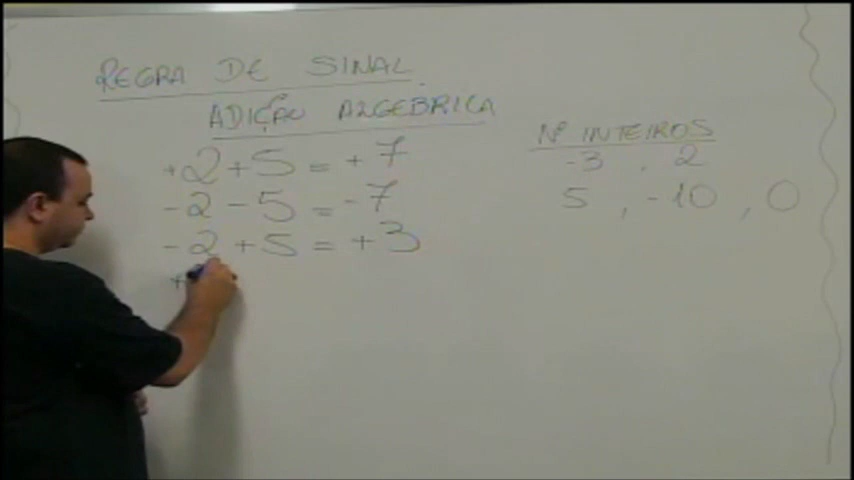 REGRA DE SINAL
ADIÇÃO ALGEBRICA
+2+5=+7
-2-5=-7
-2+5=+3
+
Nº INTEIROS
-3 , 2
5 , -10 , 0